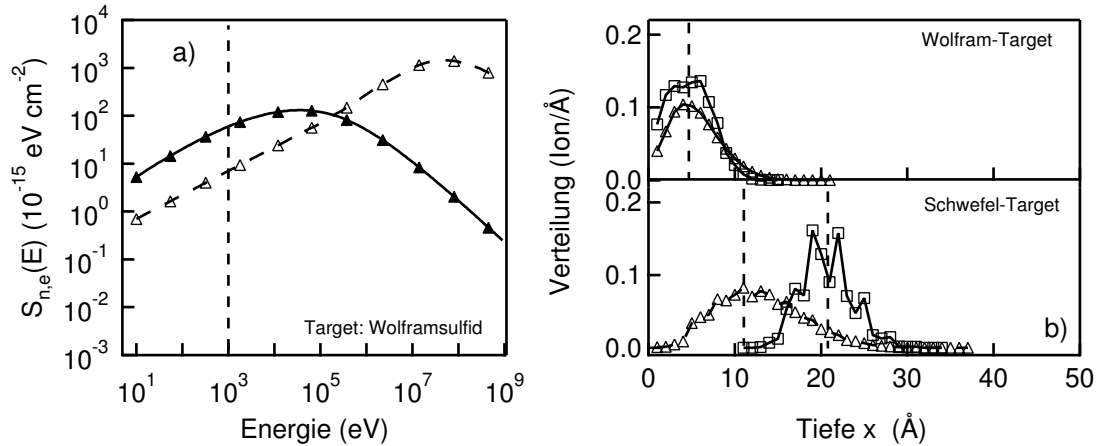 a)
S_{n,e}(E) (10^{-15} eV cm^{-2})
10^4
10^3
10^2
10^1
10^0
10^{-1}
10^{-2}
10^{-3}
Target: Wolframsulfid
10^1 10^3 10^5 10^7 10^9
Energie (eV)
Verteilung (Ion/Å)
0.2
0.1
0.0
Wolfram-Target
0.2
0.1
0.0
Schwefel-Target
b)
0 10 20 30 40 50
Tiefe x (Å)